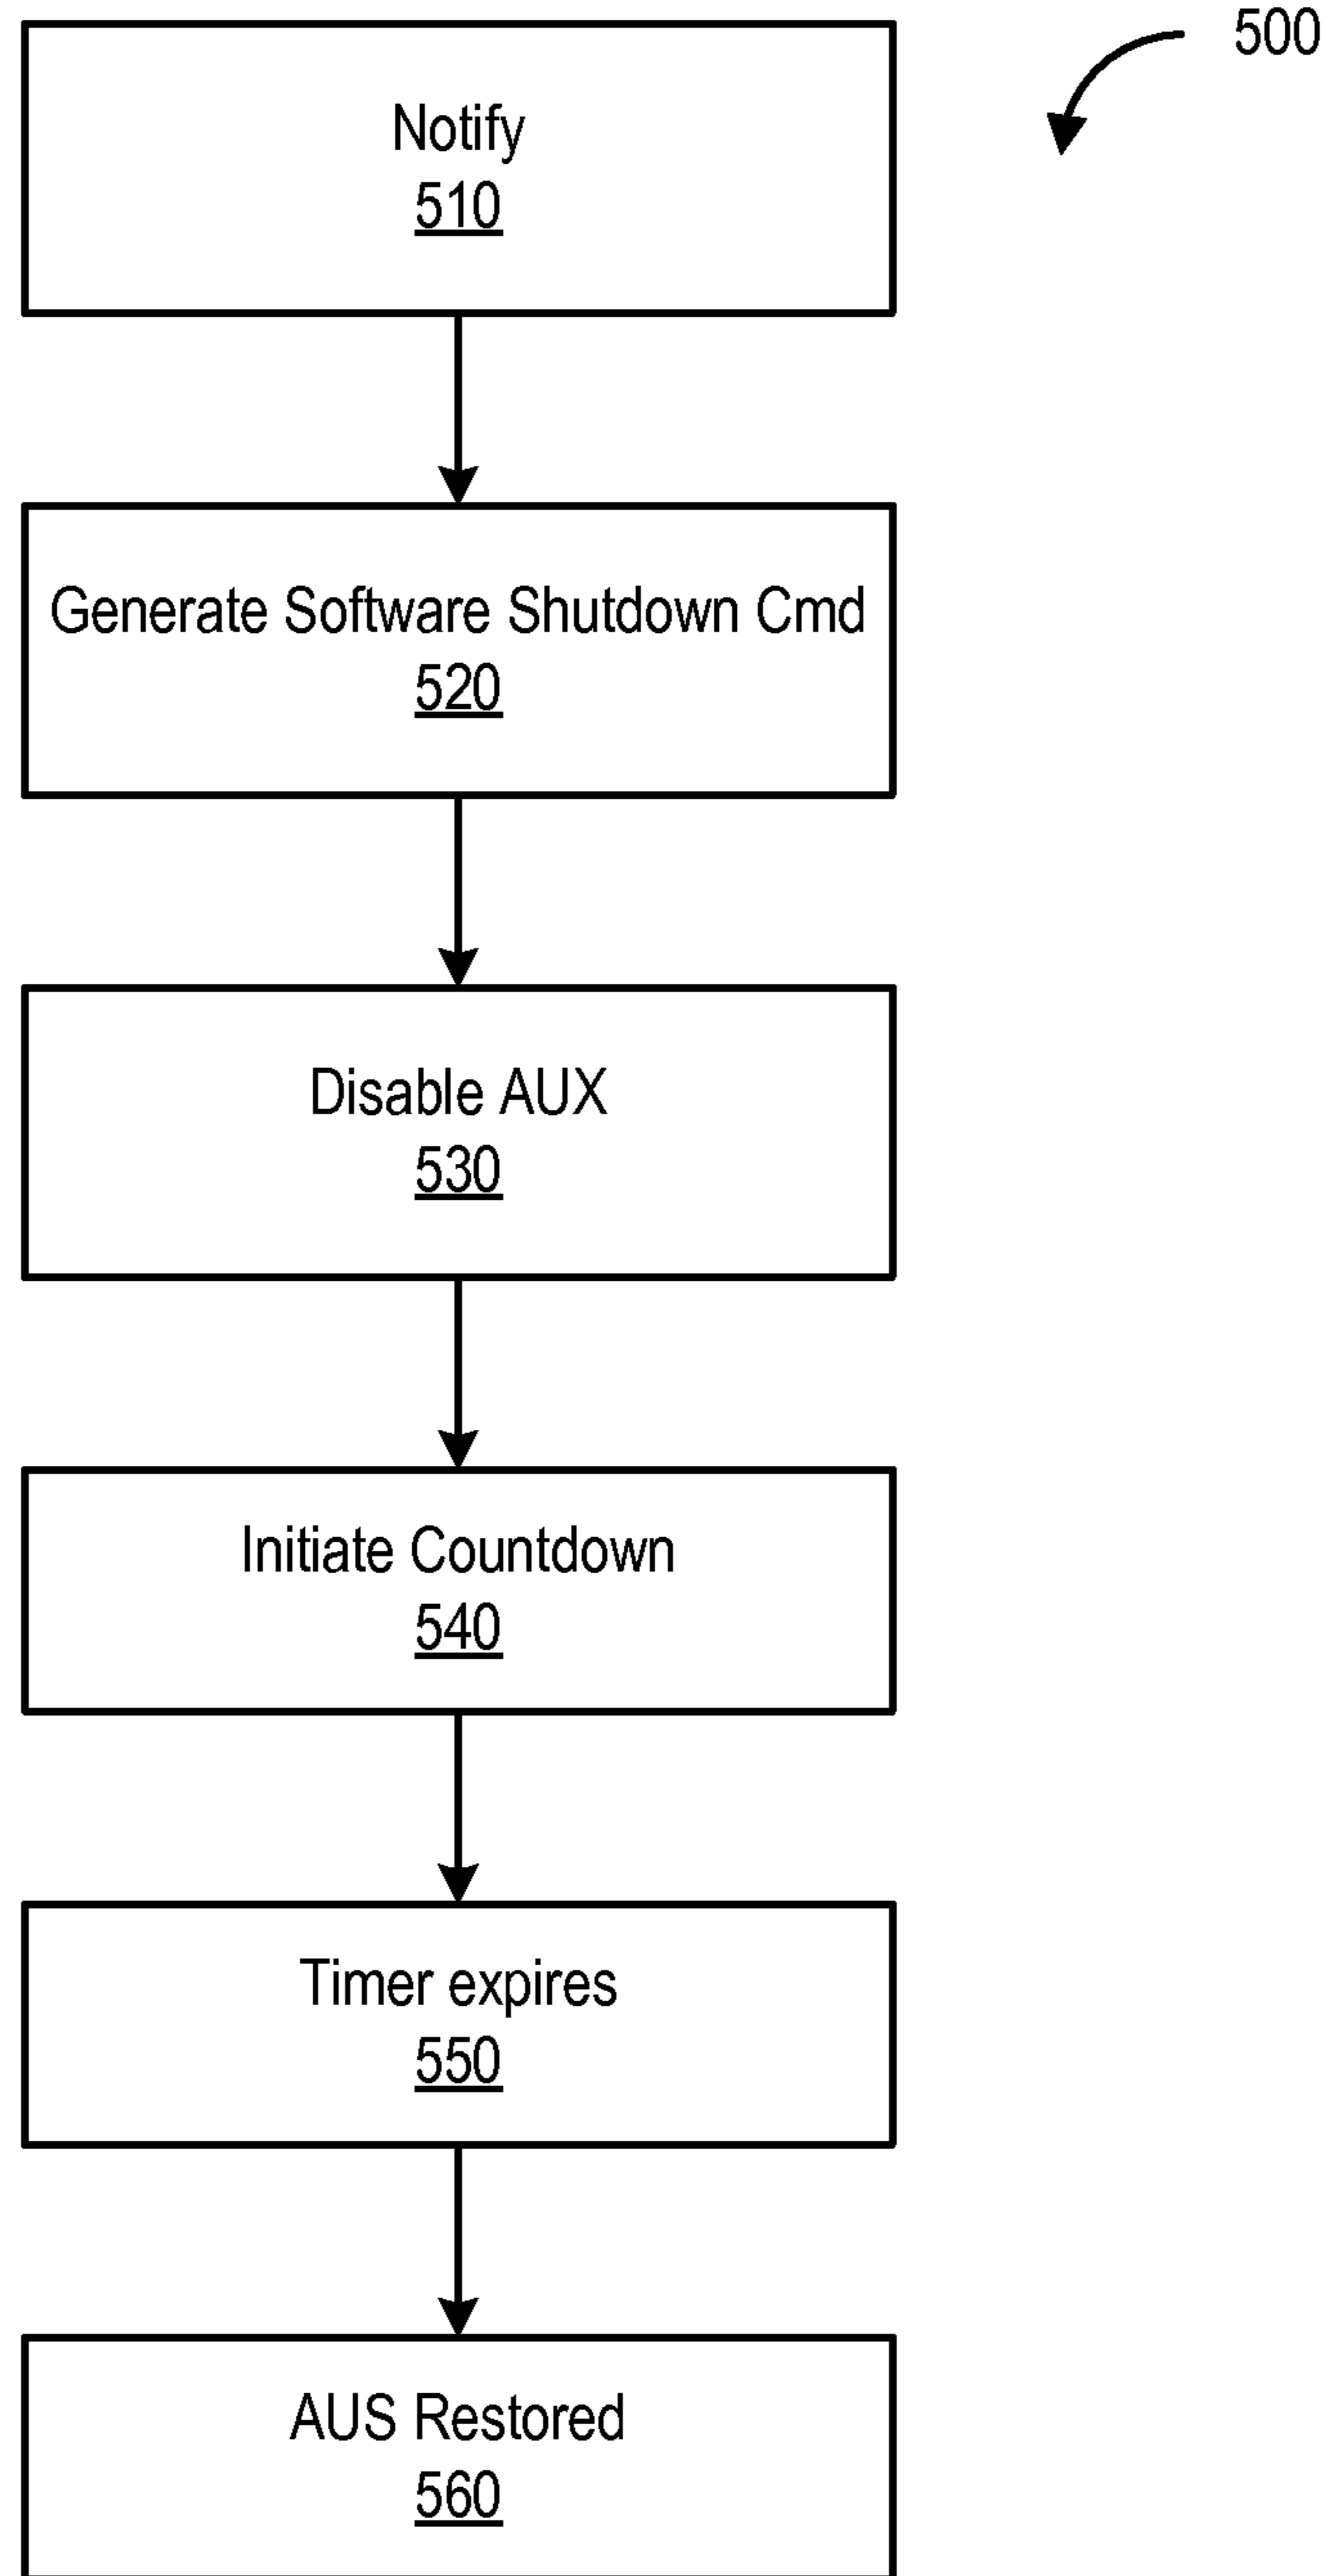 500
Notify
510
Generate Software Shutdown Cmd
520
Disable AUX
530
Initiate Countdown
540
Timer expires
550
AUS Restored
560